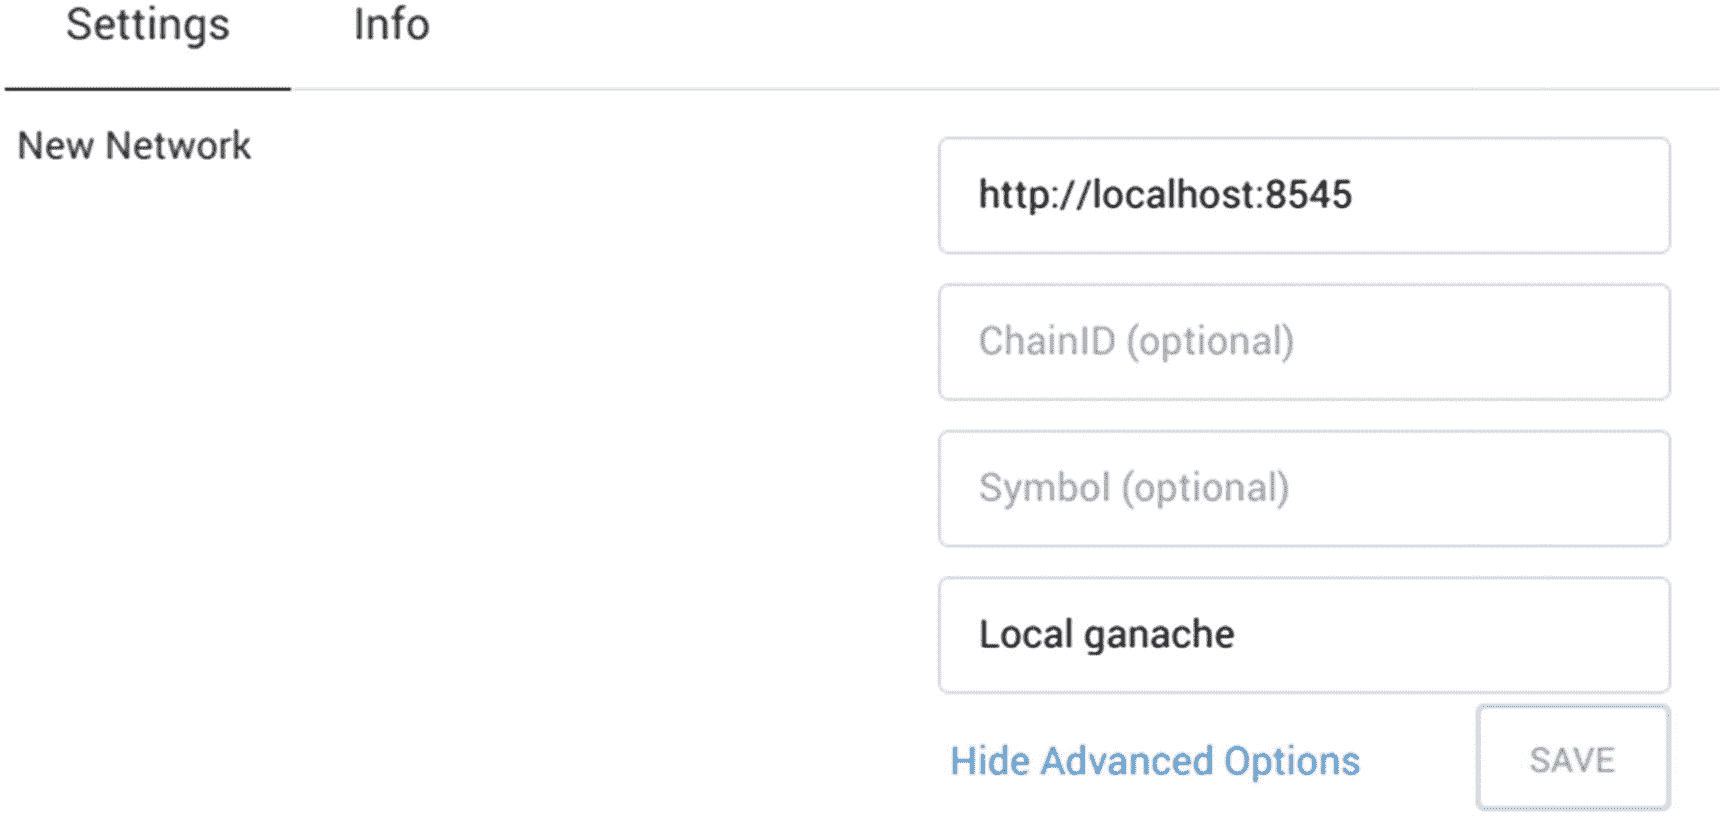 Settings Info
New Network
http://localhost:8545
ChainID (optional)
Symbol (optional)
Local ganache
Hide Advanced Options SAVE